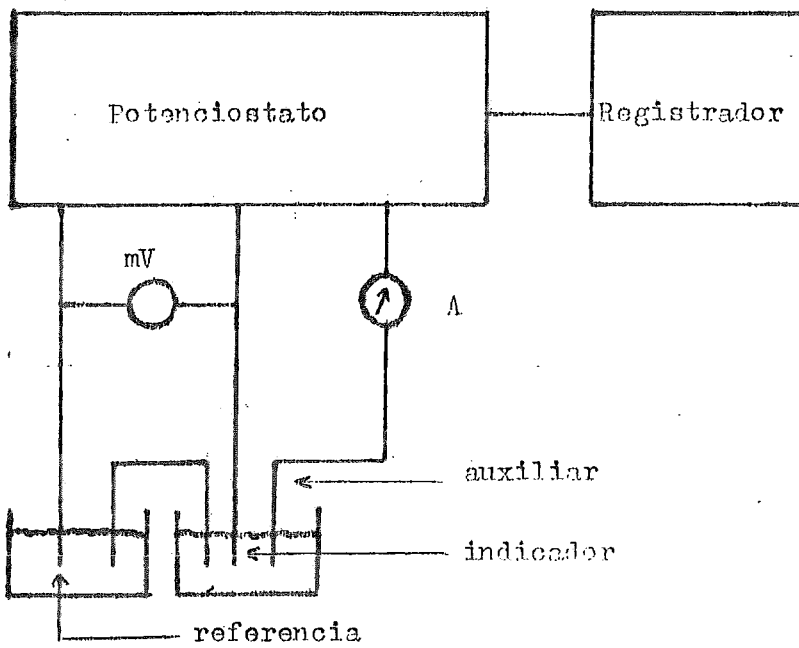 Potenciostato
Registrador
mV
A
auxiliar
indicador
referencia